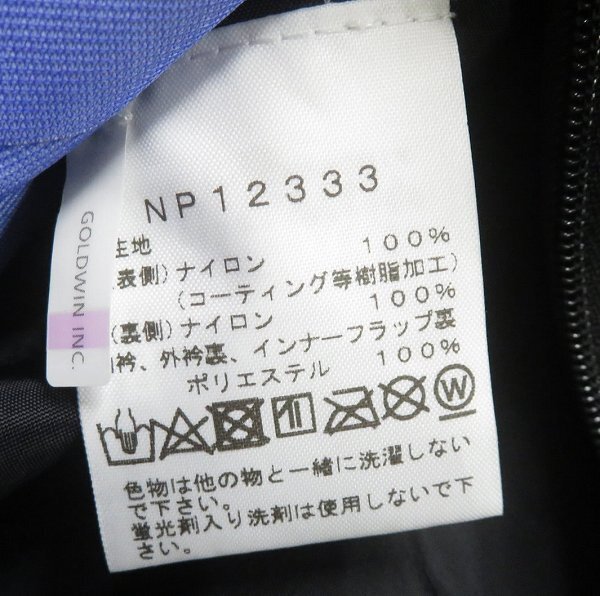 NP12333
生地
表側)ナイロン 100%
(コーティング等樹脂加工)
(裏側)ナイロン 100%
衿、外衿裏、インナーフラップ裏
ポリエステル 100%
W
色物は他の物と一緒に洗濯しない
で下さい。
蛍光剤入り洗剤は使用しないで下
さい。
GOLDWIN INC.